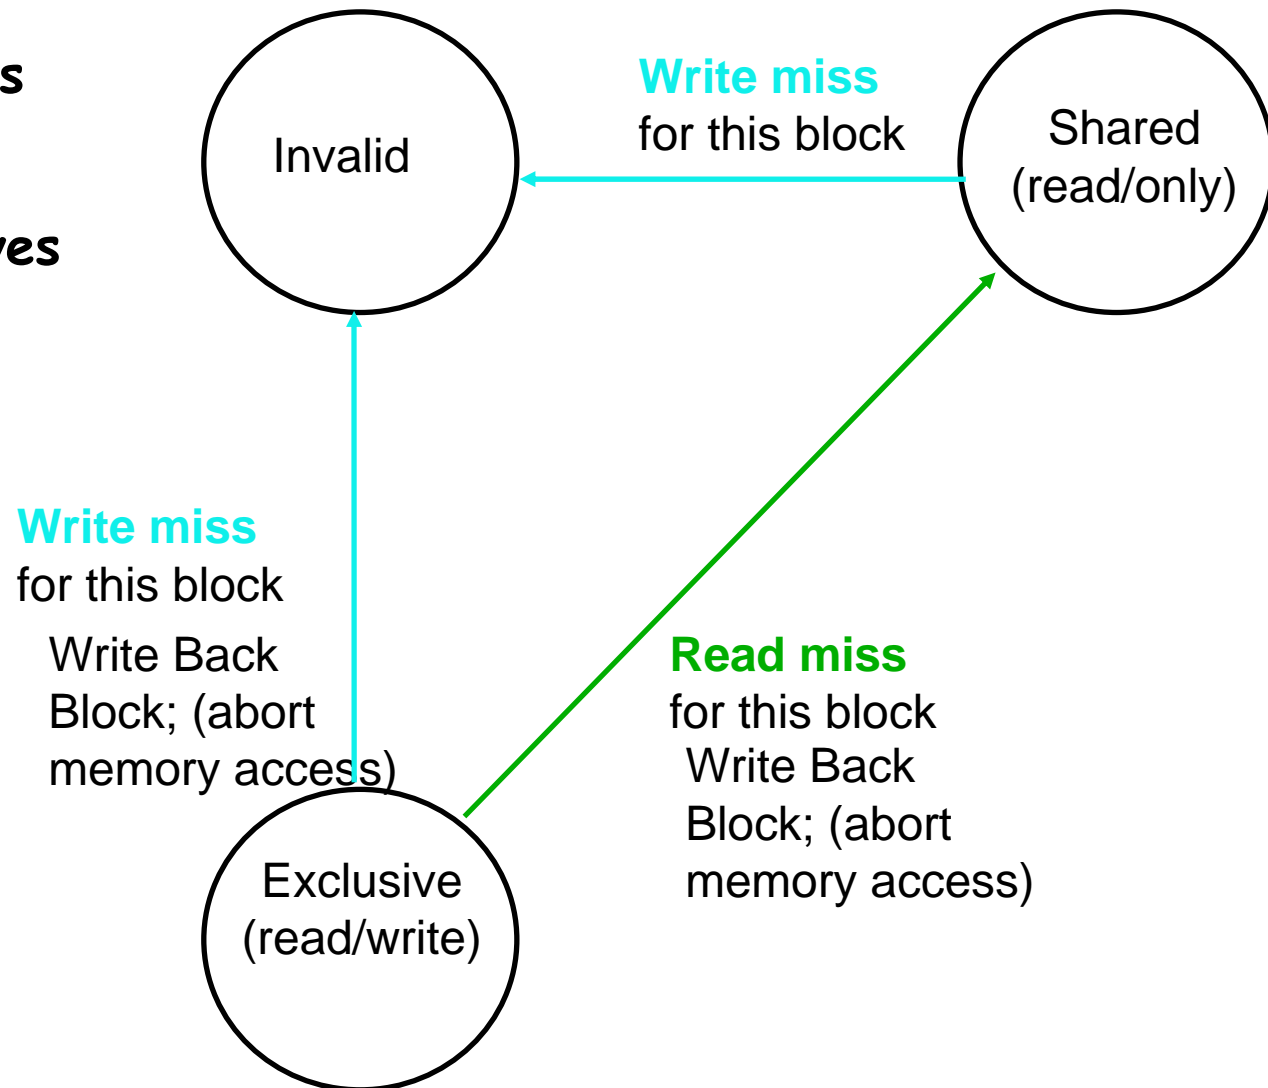 s
ves
Invalid
Write miss
for this block
Shared
(read/only)
Write miss
for this block
Write Back
Block; (abort
memory access)
Read miss
for this block
Write Back
Block; (abort
memory access)
Exclusive
(read/write)